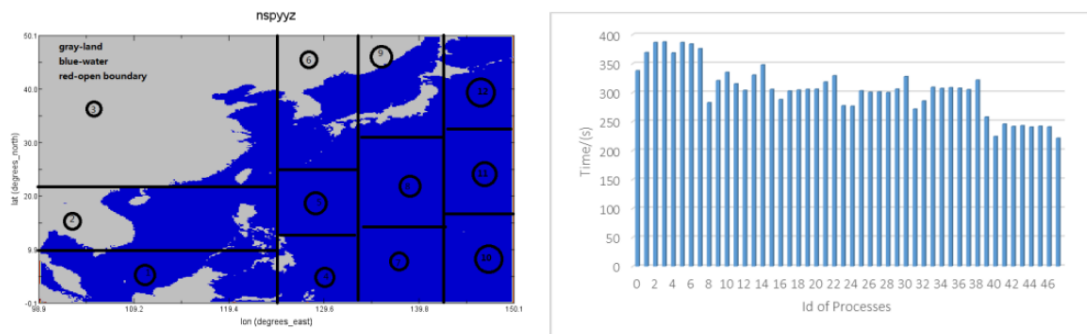 nspyyz
50.1
gray-land
blue-water
red-open boundary
6
9
40.0
12
3
30.0
lat (degrees_north)
11
20.0
2
5
9.9
10
-0.1
98.9 109.2 119.4 129.6 139.8 150.1
lon (degrees_east)
400
350
300
250
200
150
100
50
0
Time/(s)
0 2 4 6 8 10 12 14 16 18 20 22 24 26 28 30 32 34 36 38 40 42 44 46
Id of Processes